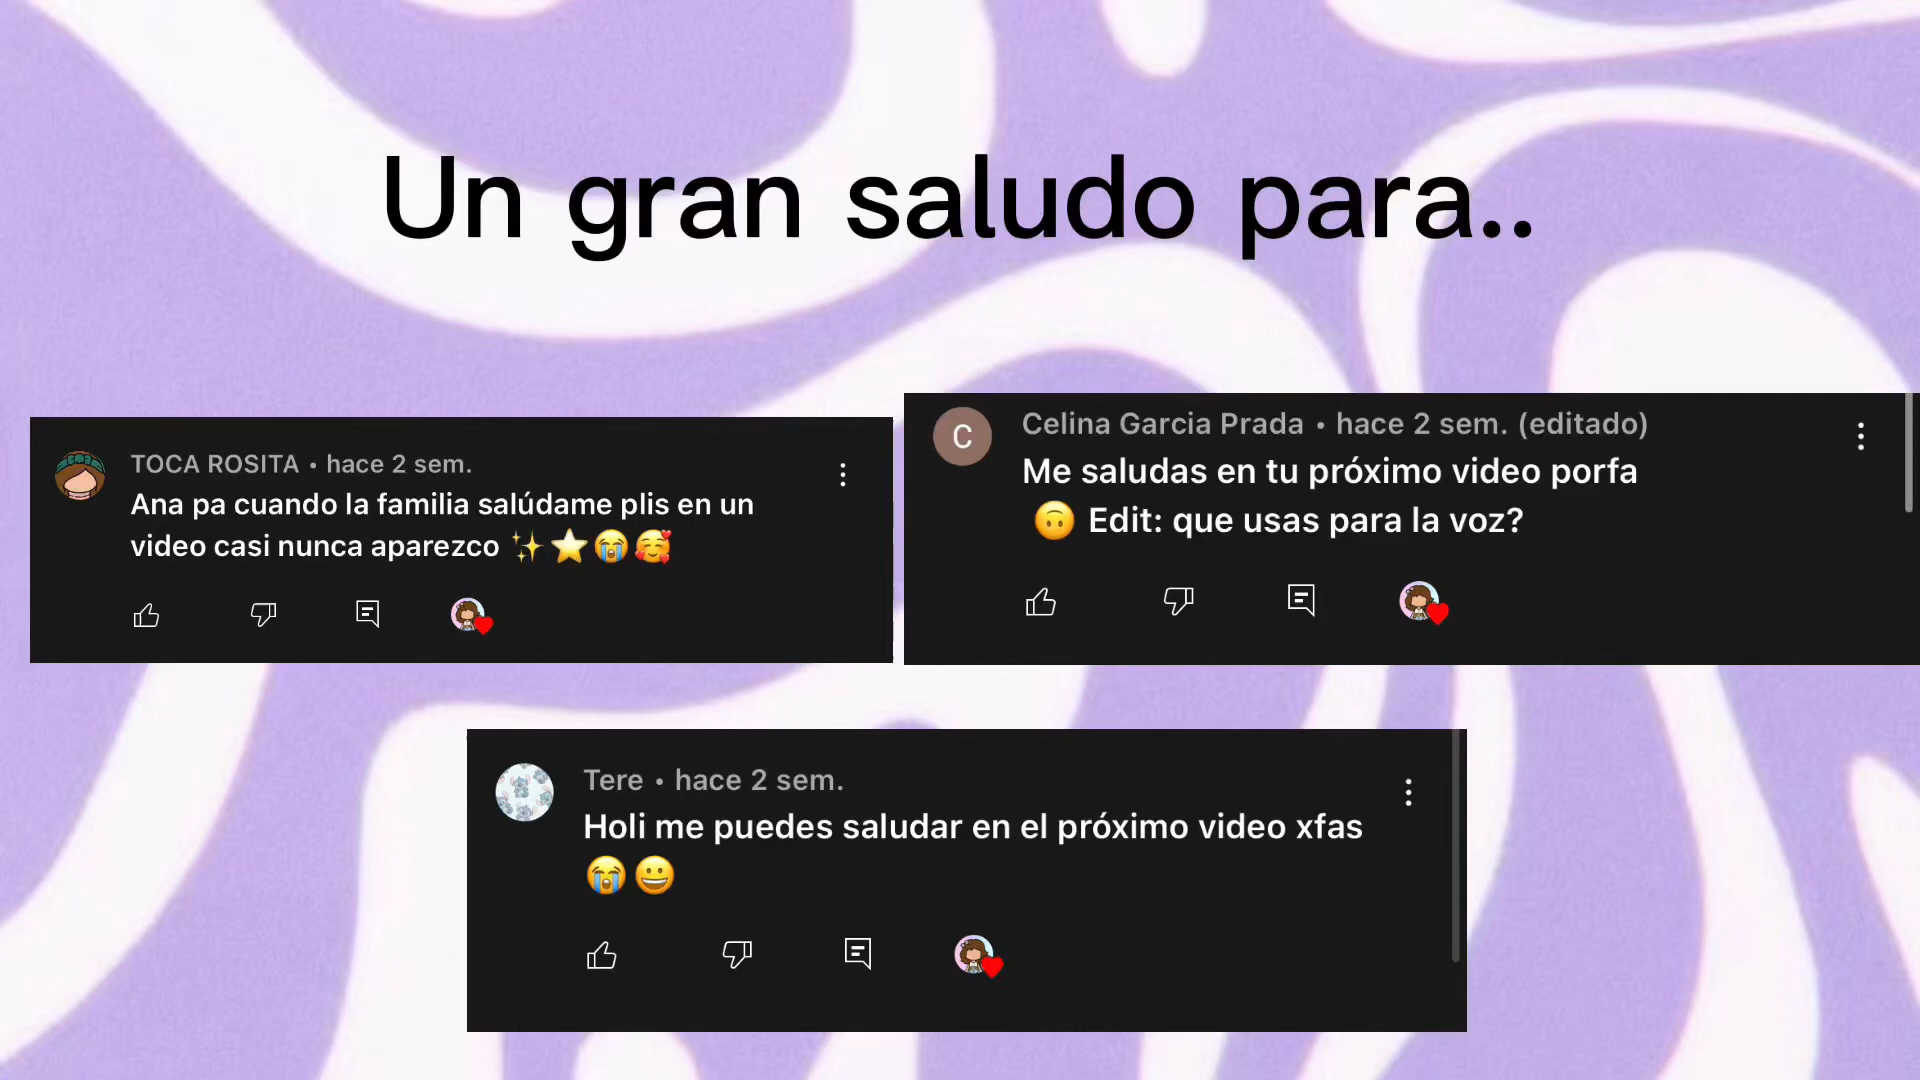 Un gran saludo para..
TOCA ROSITA • hace 2 sem.
Ana pa cuando la familia salúdame plis en un
video casi nunca aparezco ✨⭐😭🥰
C
Celina Garcia Prada • hace 2 sem. (editado)
Me saludas en tu próximo video porfa
🙃 Edit: que usas para la voz?
Tere • hace 2 sem.
Holi me puedes saludar en el próximo video xfas
😭😀